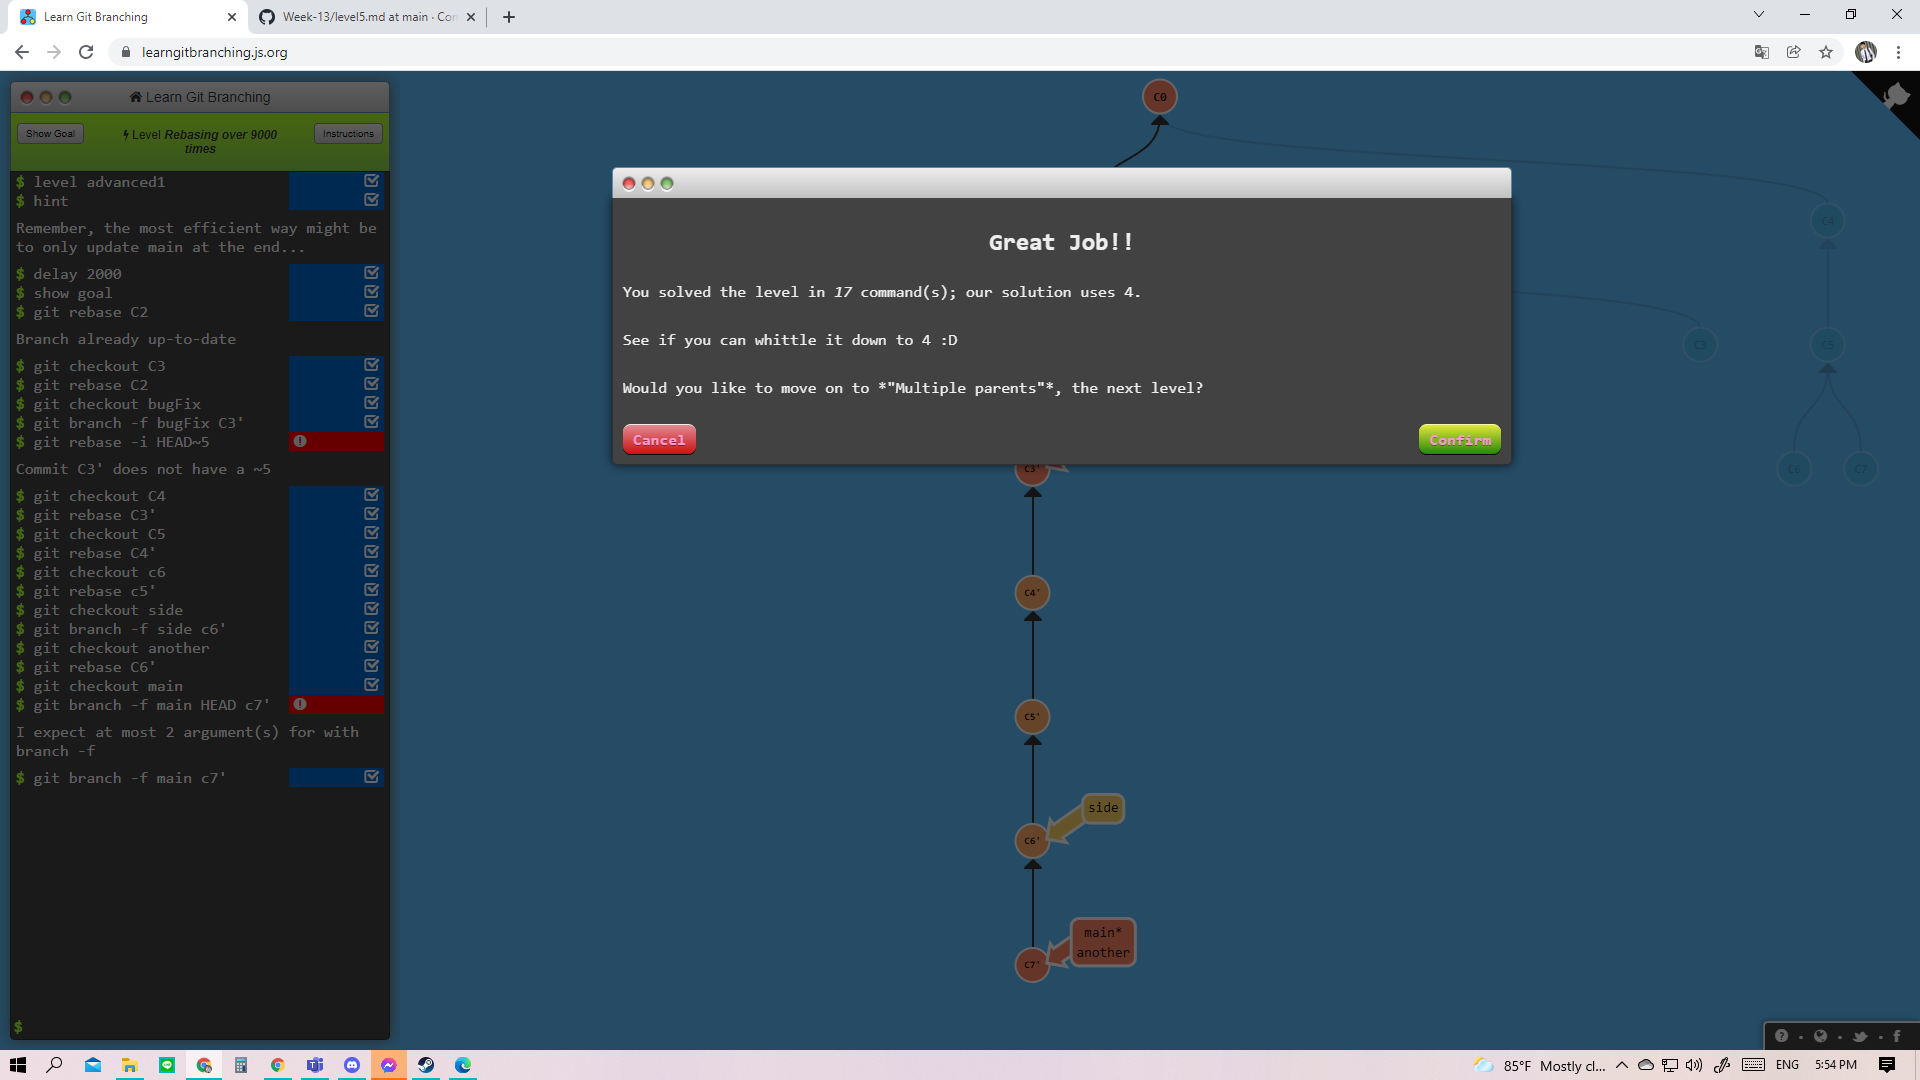 Learn Git Branching
Week-13/level5.md at main · Con
learngitbranching.js.org
Learn Git Branching
Show Goal
Level Rebasing over 9000
times
Instructions
$ level advanced1
$ hint
Remember, the most efficient way might be
to only update main at the end...
$ delay 2000
$ show goal
$ git rebase C2
Branch already up-to-date
$ git checkout C3
$ git rebase C2
$ git checkout bugFix
$ git branch -f bugFix C3'
$ git rebase -i HEAD~5
Commit C3' does not have a ~5
$ git checkout C4
$ git rebase C3'
$ git checkout C5
$ git rebase C4'
$ git checkout c6
$ git rebase c5'
$ git checkout side
$ git branch -f side c6'
$ git checkout another
$ git rebase C6'
$ git checkout main
$ git branch -f main HEAD c7'
I expect at most 2 argument(s) for with
branch -f
$ git branch -f main c7'
$
C0
Great Job!!
You solved the level in 17 command(s); our solution uses 4.
See if you can whittle it down to 4 :D
Would you like to move on to *"Multiple parents"*, the next level?
Cancel
Confirm
C4
C3
C5
C6
C7
C3'
C4'
C5'
side
C6'
main*
another
C7'
85°F Mostly cl...
ENG
5:54 PM